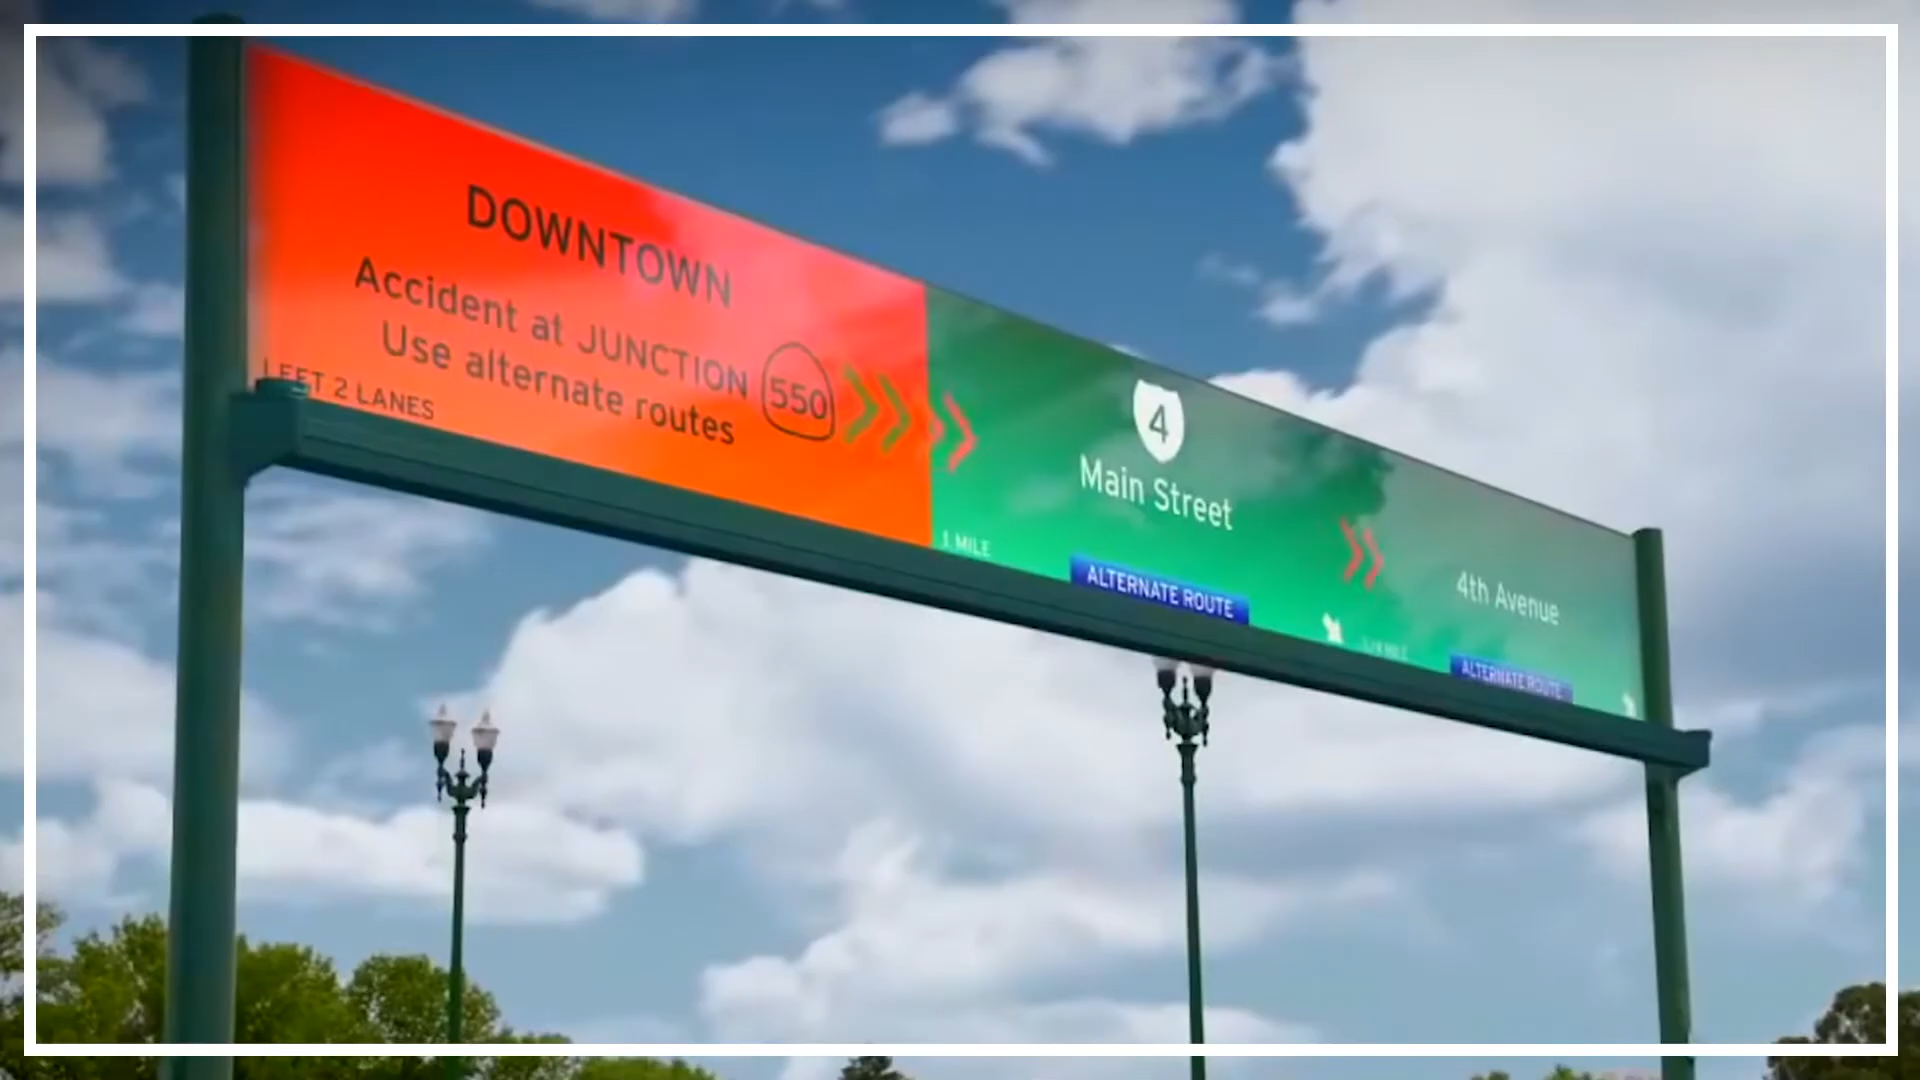 DOWNTOWN
Accident at JUNCTION 550
Use alternate routes
LEFT 2 LANES
4
Main Street
1 MILE
ALTERNATE ROUTE
4th Avenue
ALTERNATE ROUTE